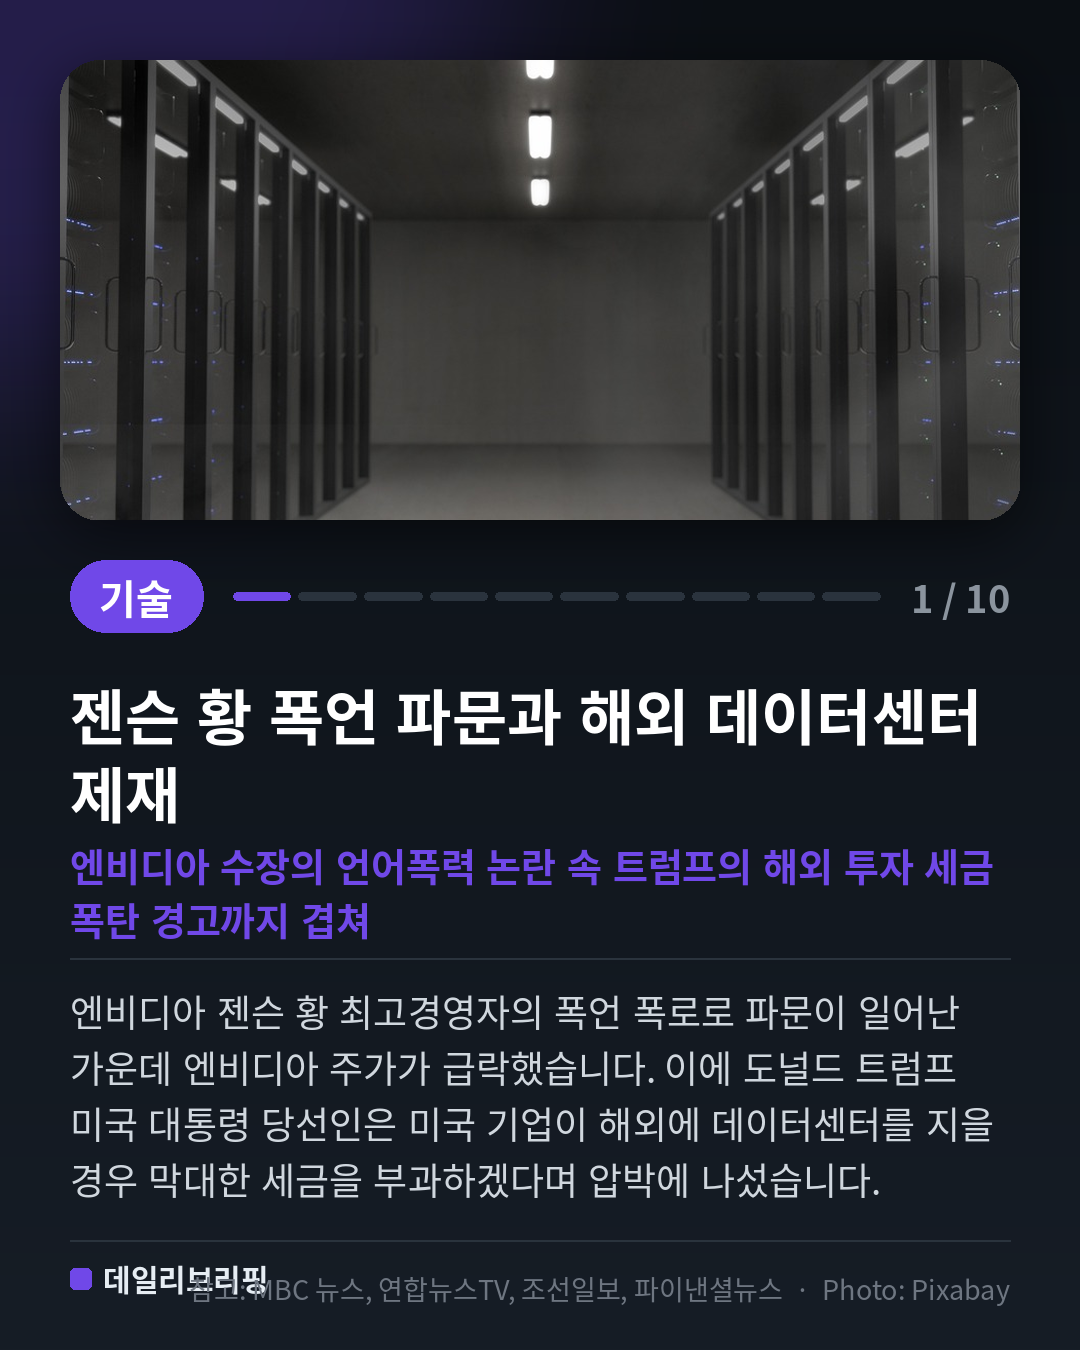 기술
1 / 10
젠슨 황 폭언 파문과 해외 데이터센터
제재
엔비디아 수장의 언어폭력 논란 속 트럼프의 해외 투자 세금
폭탄 경고까지 겹쳐
엔비디아 젠슨 황 최고경영자의 폭언 폭로로 파문이 일어난
가운데 엔비디아 주가가 급락했습니다. 이에 도널드 트럼프
미국 대통령 당선인은 미국 기업이 해외에 데이터센터를 지을
경우 막대한 세금을 부과하겠다며 압박에 나섰습니다.
데일리브리핑
참고: MBC 뉴스, 연합뉴스TV, 조선일보, 파이낸셜뉴스 · Photo: Pixabay